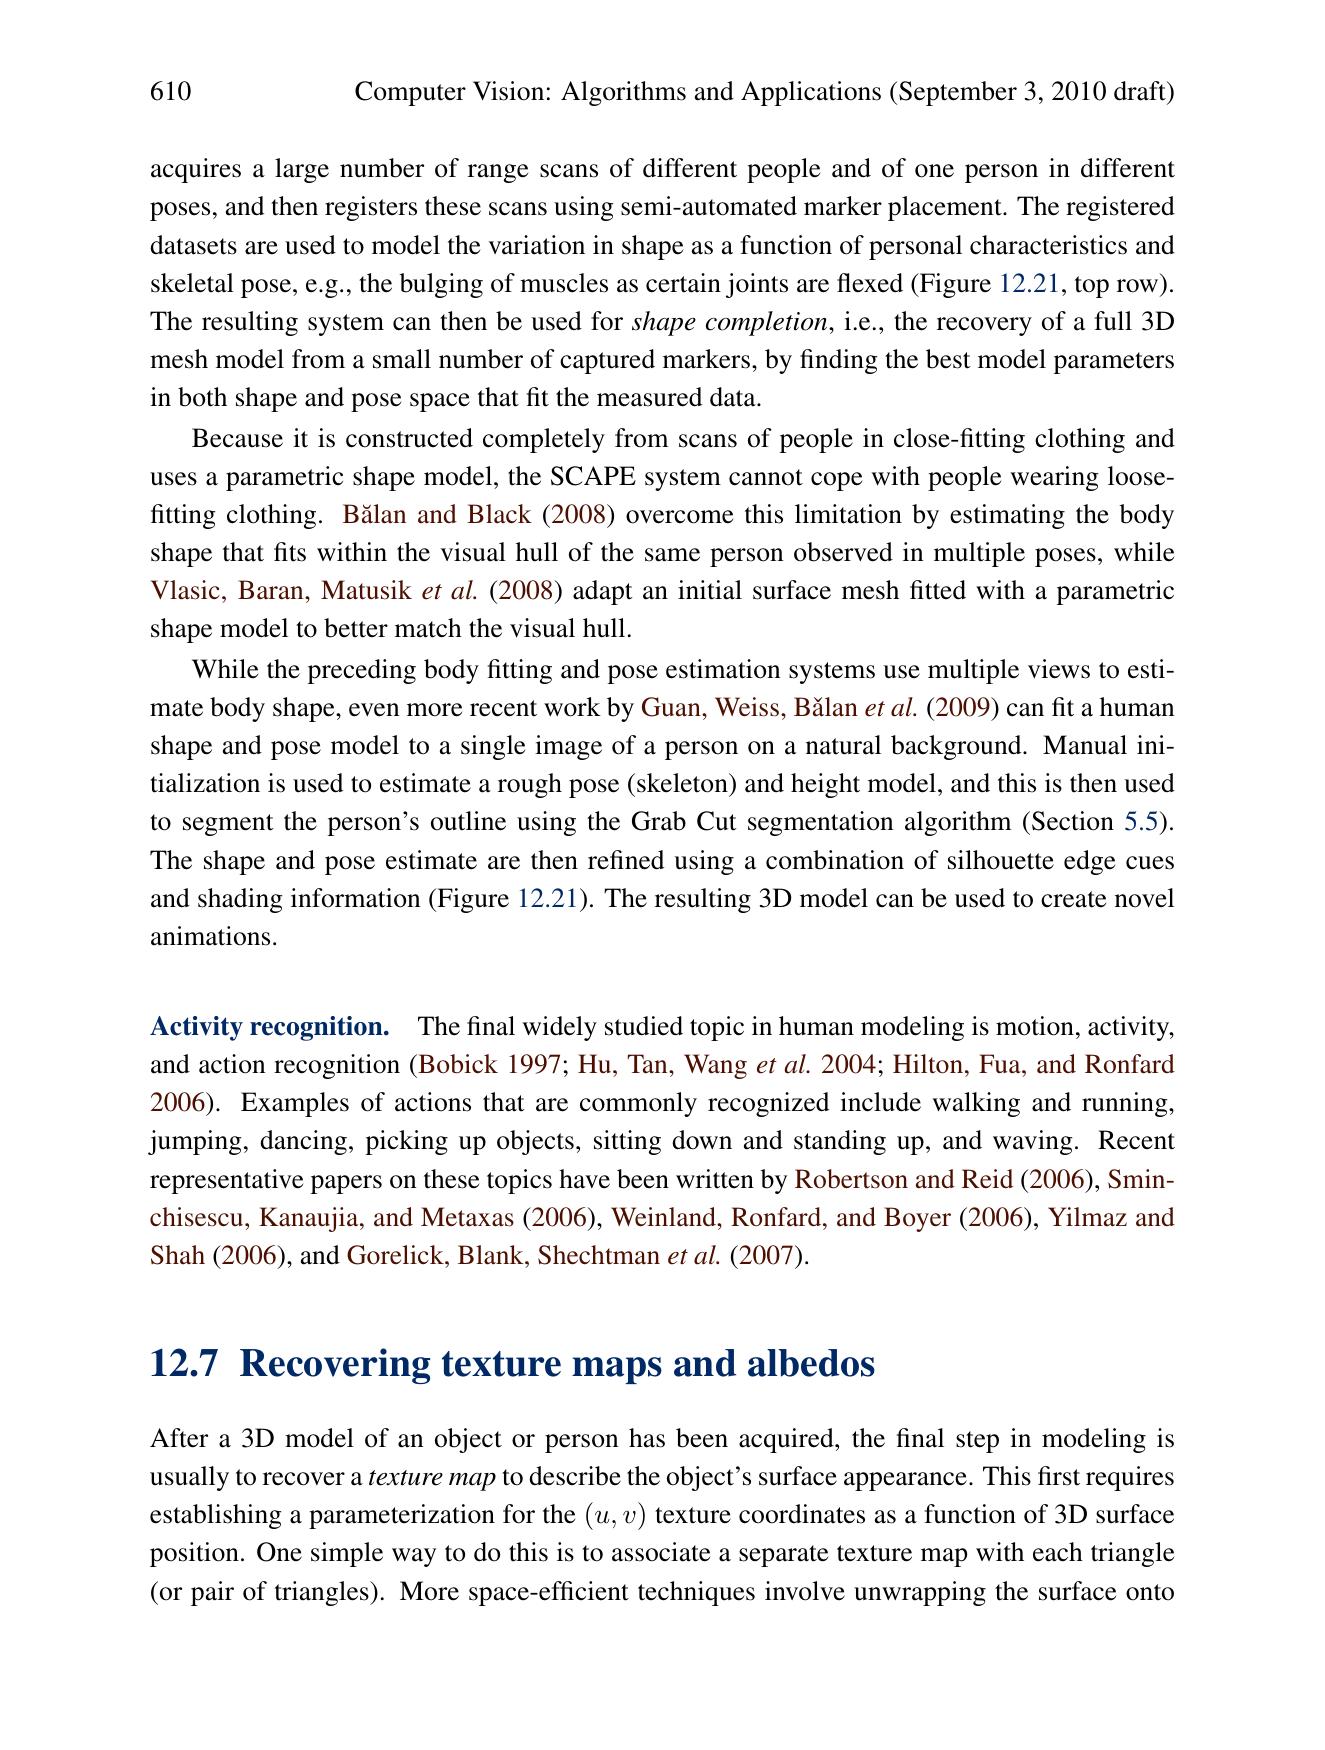 610 Computer Vision: Algorithms and Applications (September 3, 2010 draft)
acquires a large number of range scans of different people and of one person in different
poses, and then registers these scans using semi-automated marker placement. The registered
datasets are used to model the variation in shape as a function of personal characteristics and
skeletal pose, e.g., the bulging of muscles as certain joints are flexed (Figure 12.21, top row).
The resulting system can then be used for shape completion, i.e., the recovery of a full 3D
mesh model from a small number of captured markers, by finding the best model parameters
in both shape and pose space that fit the measured data.
Because it is constructed completely from scans of people in close-fitting clothing and
uses a parametric shape model, the SCAPE system cannot cope with people wearing loose-
fitting clothing. Bălan and Black (2008) overcome this limitation by estimating the body
shape that fits within the visual hull of the same person observed in multiple poses, while
Vlasic, Baran, Matusik et al. (2008) adapt an initial surface mesh fitted with a parametric
shape model to better match the visual hull.
While the preceding body fitting and pose estimation systems use multiple views to esti-
mate body shape, even more recent work by Guan, Weiss, Bǎlan et al. (2009) can fit a human
shape and pose model to a single image of a person on a natural background. Manual ini-
tialization is used to estimate a rough pose (skeleton) and height model, and this is then used
to segment the person's outline using the Grab Cut segmentation algorithm (Section 5.5).
The shape and pose estimate are then refined using a combination of silhouette edge cues
and shading information (Figure 12.21). The resulting 3D model can be used to create novel
animations.
Activity recognition. The final widely studied topic in human modeling is motion, activity,
and action recognition (Bobick 1997; Hu, Tan, Wang et al. 2004; Hilton, Fua, and Ronfard
2006). Examples of actions that are commonly recognized include walking and running,
jumping, dancing, picking up objects, sitting down and standing up, and waving. Recent
representative papers on these topics have been written by Robertson and Reid (2006), Smin-
chisescu, Kanaujia, and Metaxas (2006), Weinland, Ronfard, and Boyer (2006), Yilmaz and
Shah (2006), and Gorelick, Blank, Shechtman et al. (2007).
12.7 Recovering texture maps and albedos
After a 3D model of an object or person has been acquired, the final step in modeling is
usually to recover a texture map to describe the object's surface appearance. This first requires
establishing a parameterization for the (u, v) texture coordinates as a function of 3D surface
position. One simple way to do this is to associate a separate texture map with each triangle
(or pair of triangles). More space-efficient techniques involve unwrapping the surface onto